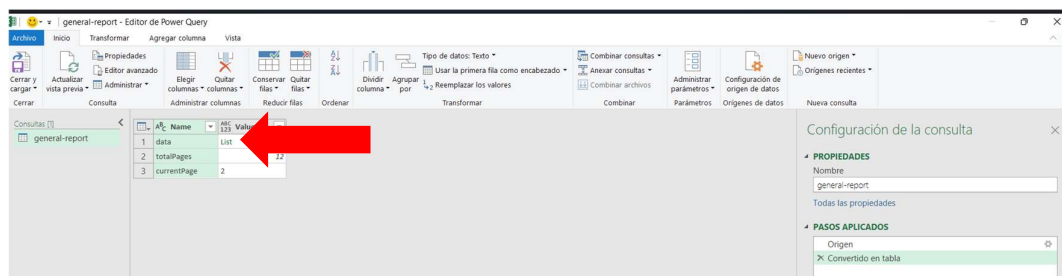 general-report - Editor de Power Query
Archivo Inicio Transformar Agregar columna Vista
Cerrar y cargar
Actualizar vista previa
Propiedades
Editor avanzado
Administrar
Elegir columnas
Quitar columnas
Conservar filas
Quitar filas
Dividir columna
Agrupar por
Tipo de datos: Texto
Usar la primera fila como encabezado
Reemplazar los valores
Combinar consultas
Anexar consultas
Combinar archivos
Administrar parámetros
Configuración de origen de datos
Nuevo origen
Orígenes recientes
Cerrar Consulta Administrar columnas Reducir filas Ordenar Transformar Combinar Parámetros Orígenes de datos Nueva consulta
Consultas [1]
general-report
Name
1 data List
2 totalPages 12
3 currentPage 2
Configuración de la consulta
PROPIEDADES
Nombre
general-report
Todas las propiedades
PASOS APLICADOS
Origen
Convertido en tabla